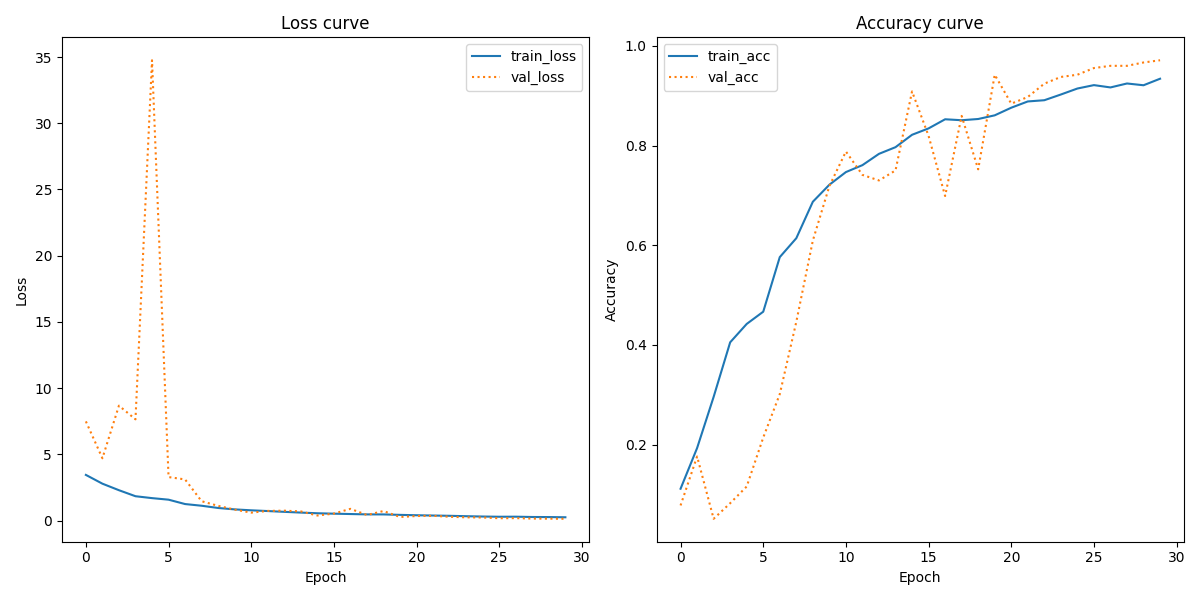 Loss curve
train_loss
val_loss
35
30
25
20
15
10
5
0
Loss
0 5 10 15 20 25 30
Epoch
Accuracy curve
train_acc
val_acc
1.0
0.8
0.6
0.4
0.2
Accuracy
0 5 10 15 20 25 30
Epoch